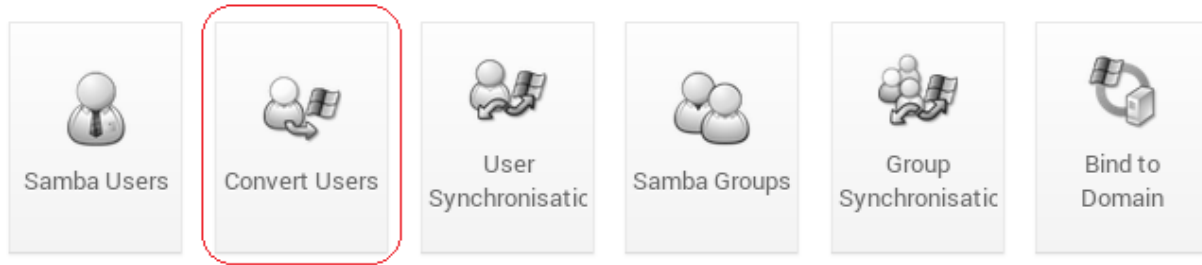 Samba Users
Convert Users
User
Synchronisatic
Samba Groups
Group
Synchronisatic
Bind to
Domain